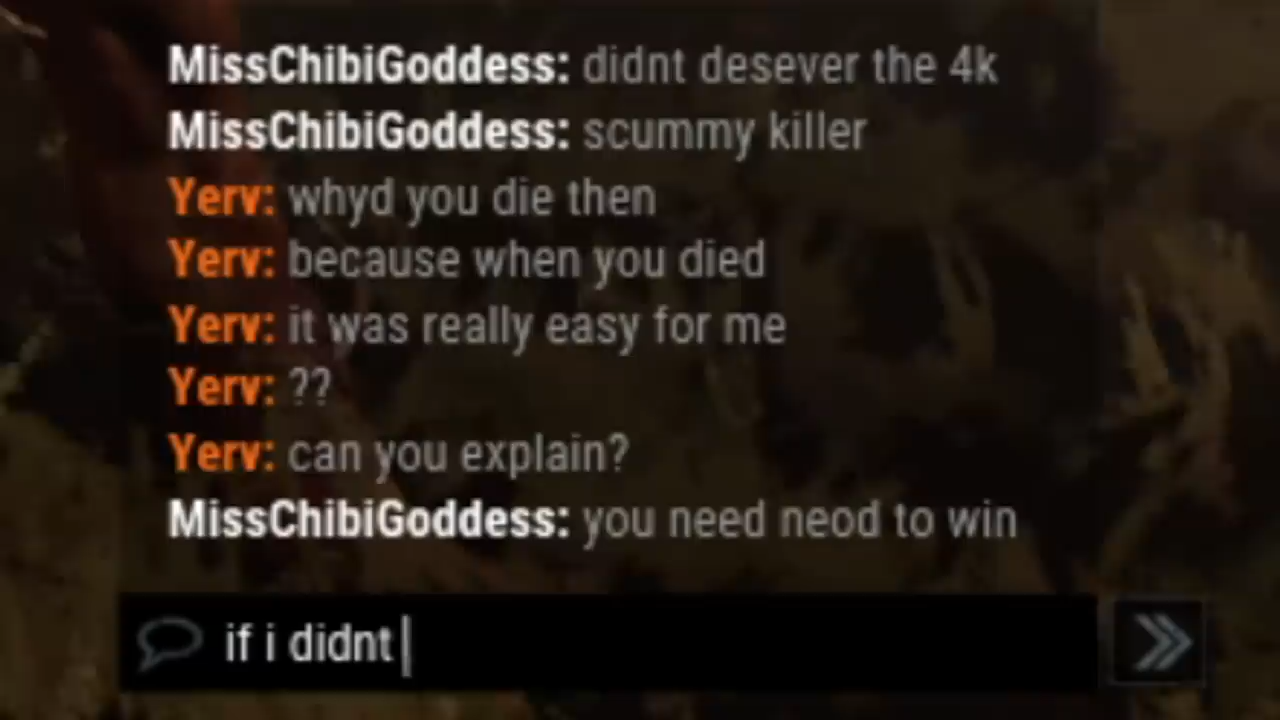 MissChibiGoddess: didnt desever the 4k
MissChibiGoddess: scummy killer
Yerv: whyd you die then
Yerv: because when you died
Yerv: it was really easy for me
Yerv: ??
Yerv: can you explain?
MissChibiGoddess: you need neod to win
if i didnt